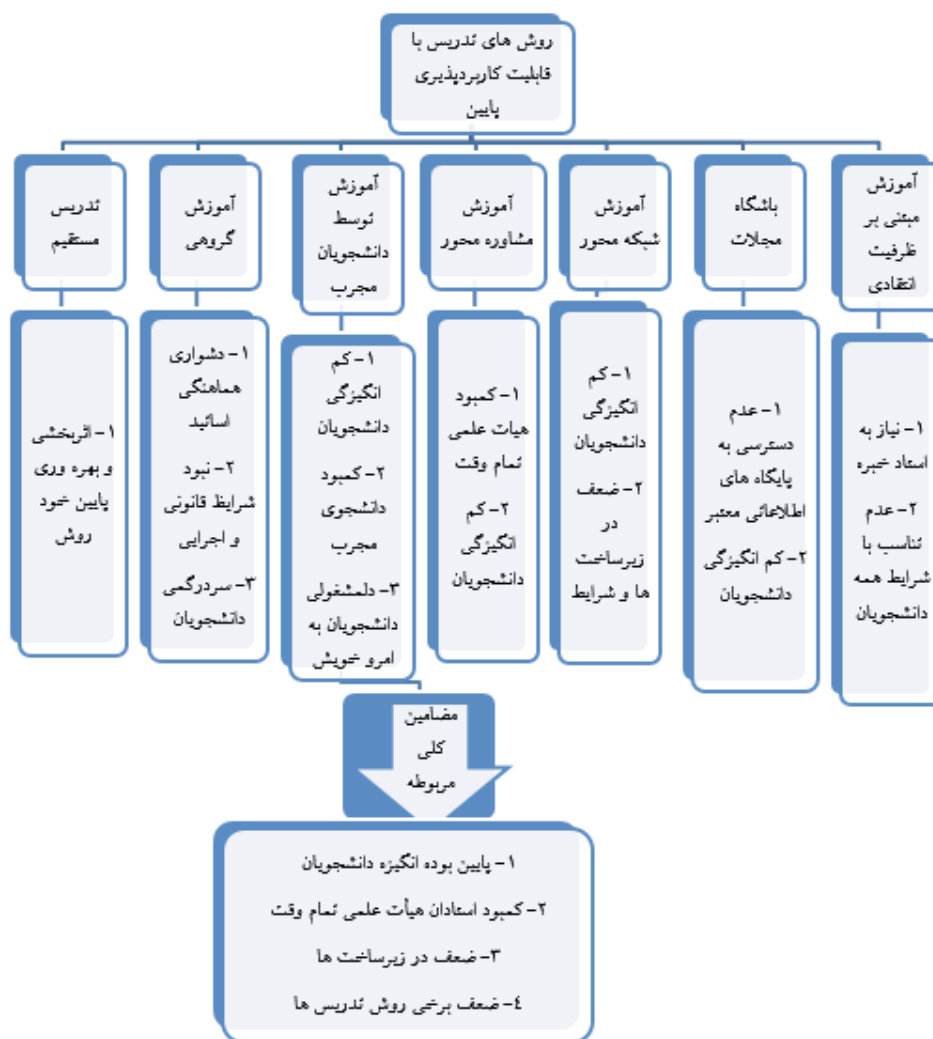 روش های تدریس با
قابلیت کاربردپذیری
پایین
آموزش
مبتنی بر
ظرفیت
انتقادی
باشگاه
مجلات
آموزش
شبکه محور
آموزش
مشاوره محور
آموزش
توسط
دانشجویان
مجرب
آموزش
گروهی
تدریس
مستقیم
۱- نیاز به
استاد خبره
۲- عدم
تناسب با
شرایط همه
دانشجویان
۱- عدم
دسترسی به
پایگاه های
اطلاعاتی معتبر
۲- کم انگیزگی
دانشجویان
۱- کم
انگیزگی
دانشجویان
۲- ضعف
در
زیرساخت
ها و شرایط
۱- کمبود
هیات علمی
تمام وقت
۲- کم
انگیزگی
دانشجویان
۱- کم
انگیزگی
دانشجویان
۲- کمبود
دانشجوی
مجرب
۳- دلمشغولی
دانشجویان به
امرو خویش
۱- دشواری
هماهنگی
اساتید
۲- نبود
شرایط قانونی
و اجرایی
۳- سردرگمی
دانشجویان
۱- اثربخشی
و بهره وری
پایین خود
روش
مضامین
کلی
مربوطه
۱- پایین بوده انگیزه دانشجویان
۲- کمبود استادان هیأت علمی تمام وقت
۳- ضعف در زیرساخت ها
٤- ضعف برخی روش تدریس ها